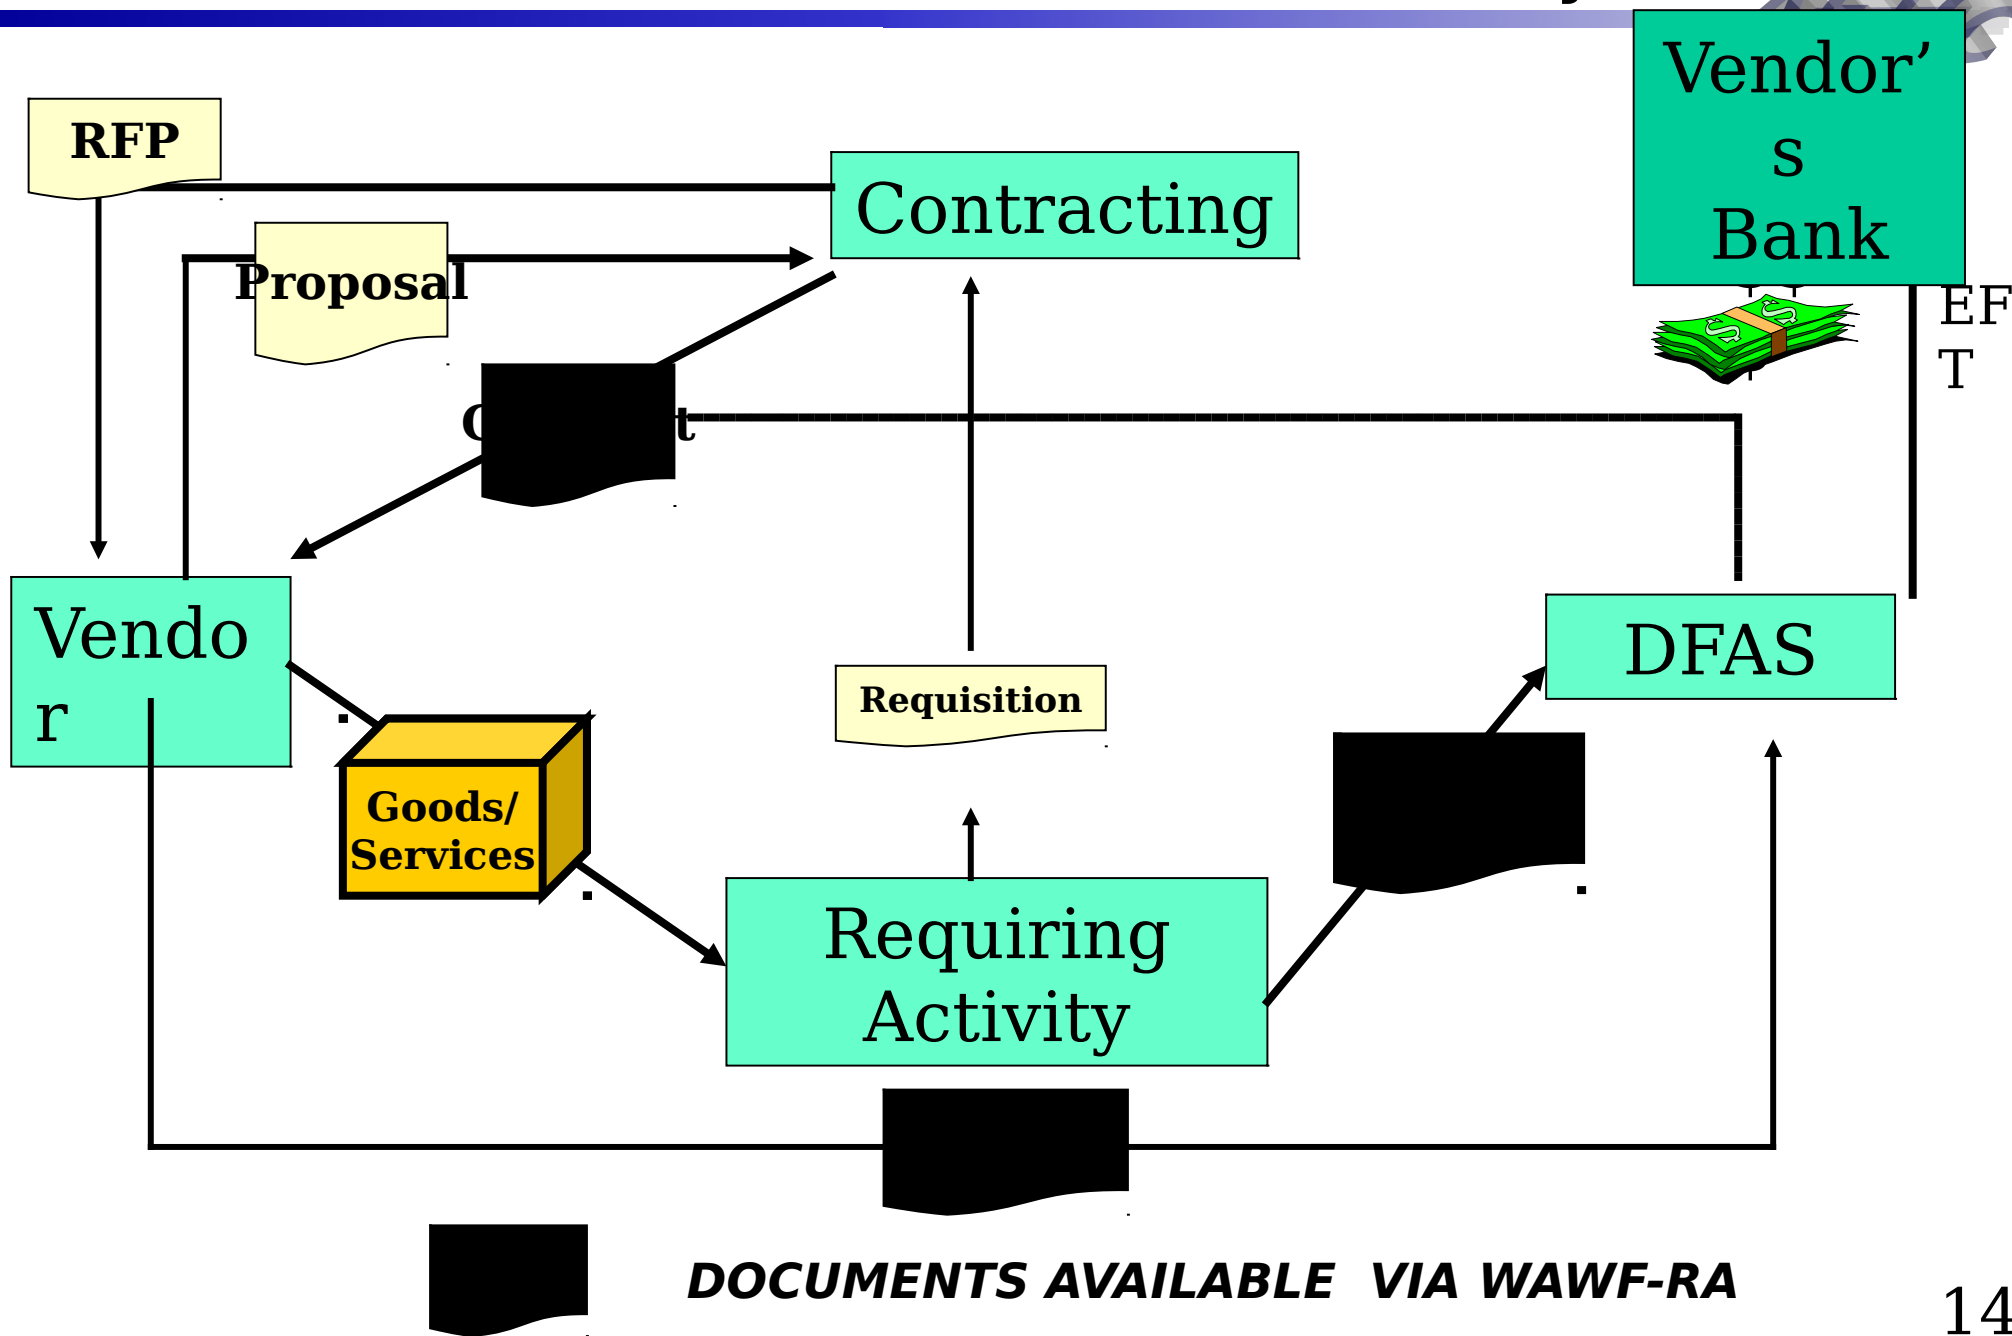 Vendor’
s
Bank
RFP
Contracting
Proposal
EF
T
Vendo
r
DFAS
Requisition
Goods/
Services
Requiring
Activity
DOCUMENTS AVAILABLE VIA WAWF-RA
14